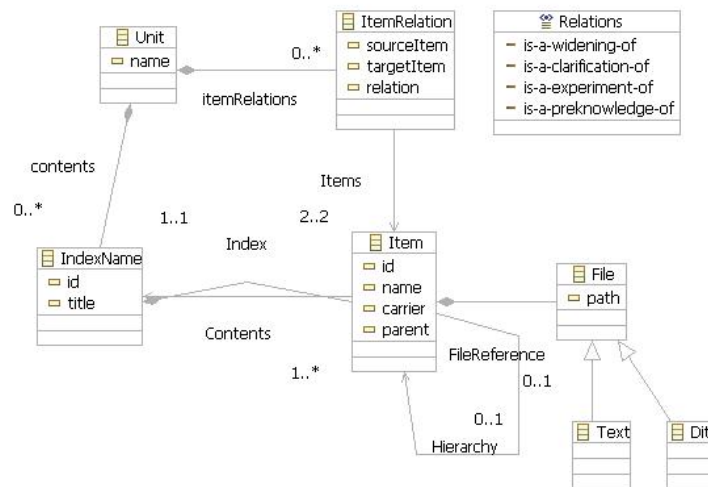 Unit
name
ItemRelation
sourceItem
targetItem
relation
Relations
is-a-widening-of
is-a-clarification-of
is-a-experiment-of
is-a-preknowledge-of
0..*
itemRelations
contents
0..*
Items
1..1
2..2
Index
IndexName
id
title
Item
id
name
carrier
parent
File
path
Contents
1..*
FileReference
0..1
0..1
Hierarchy
Text
Dit